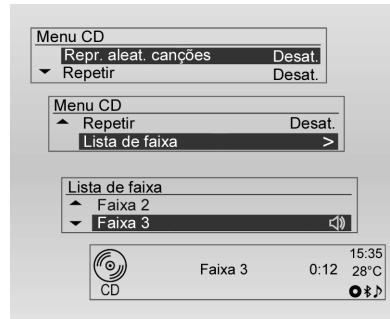 Menu CD
Repr. aleat. canções Desat.
Repetir Desat.
Menu CD
Repetir Desat.
Lista de faixa >
Lista de faixa
Faixa 2
Faixa 3
15:35
Faixa 3 0:12 28°C
CD